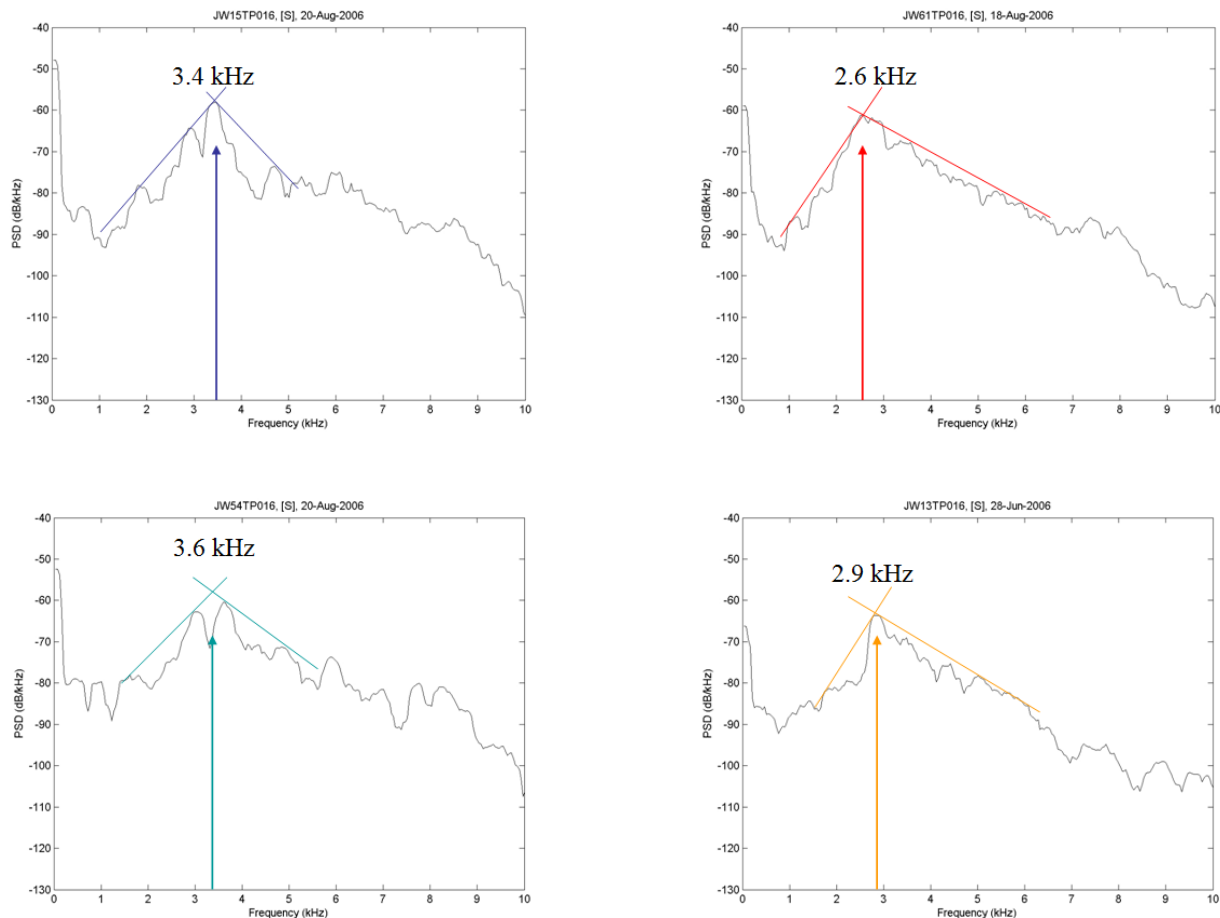 JW15TP016, [S], 20-Aug-2006
-40
-50
-60
-70
-80
-90
-100
-110
-120
-130
PSD (dB/kHz)
3.4 kHz
0 1 2 3 4 5 6 7 8 9 10
Frequency (kHz)
JW61TP016, [S], 18-Aug-2006
-40
-50
-60
-70
-80
-90
-100
-110
-120
-130
PSD (dB/kHz)
2.6 kHz
0 1 2 3 4 5 6 7 8 9 10
Frequency (kHz)
JW54TP016, [S], 20-Aug-2006
-40
-50
-60
-70
-80
-90
-100
-110
-120
-130
PSD (dB/kHz)
3.6 kHz
0 1 2 3 4 5 6 7 8 9 10
Frequency (kHz)
JW13TP016, [S], 28-Jun-2006
-40
-50
-60
-70
-80
-90
-100
-110
-120
-130
PSD (dB/kHz)
2.9 kHz
0 1 2 3 4 5 6 7 8 9 10
Frequency (kHz)